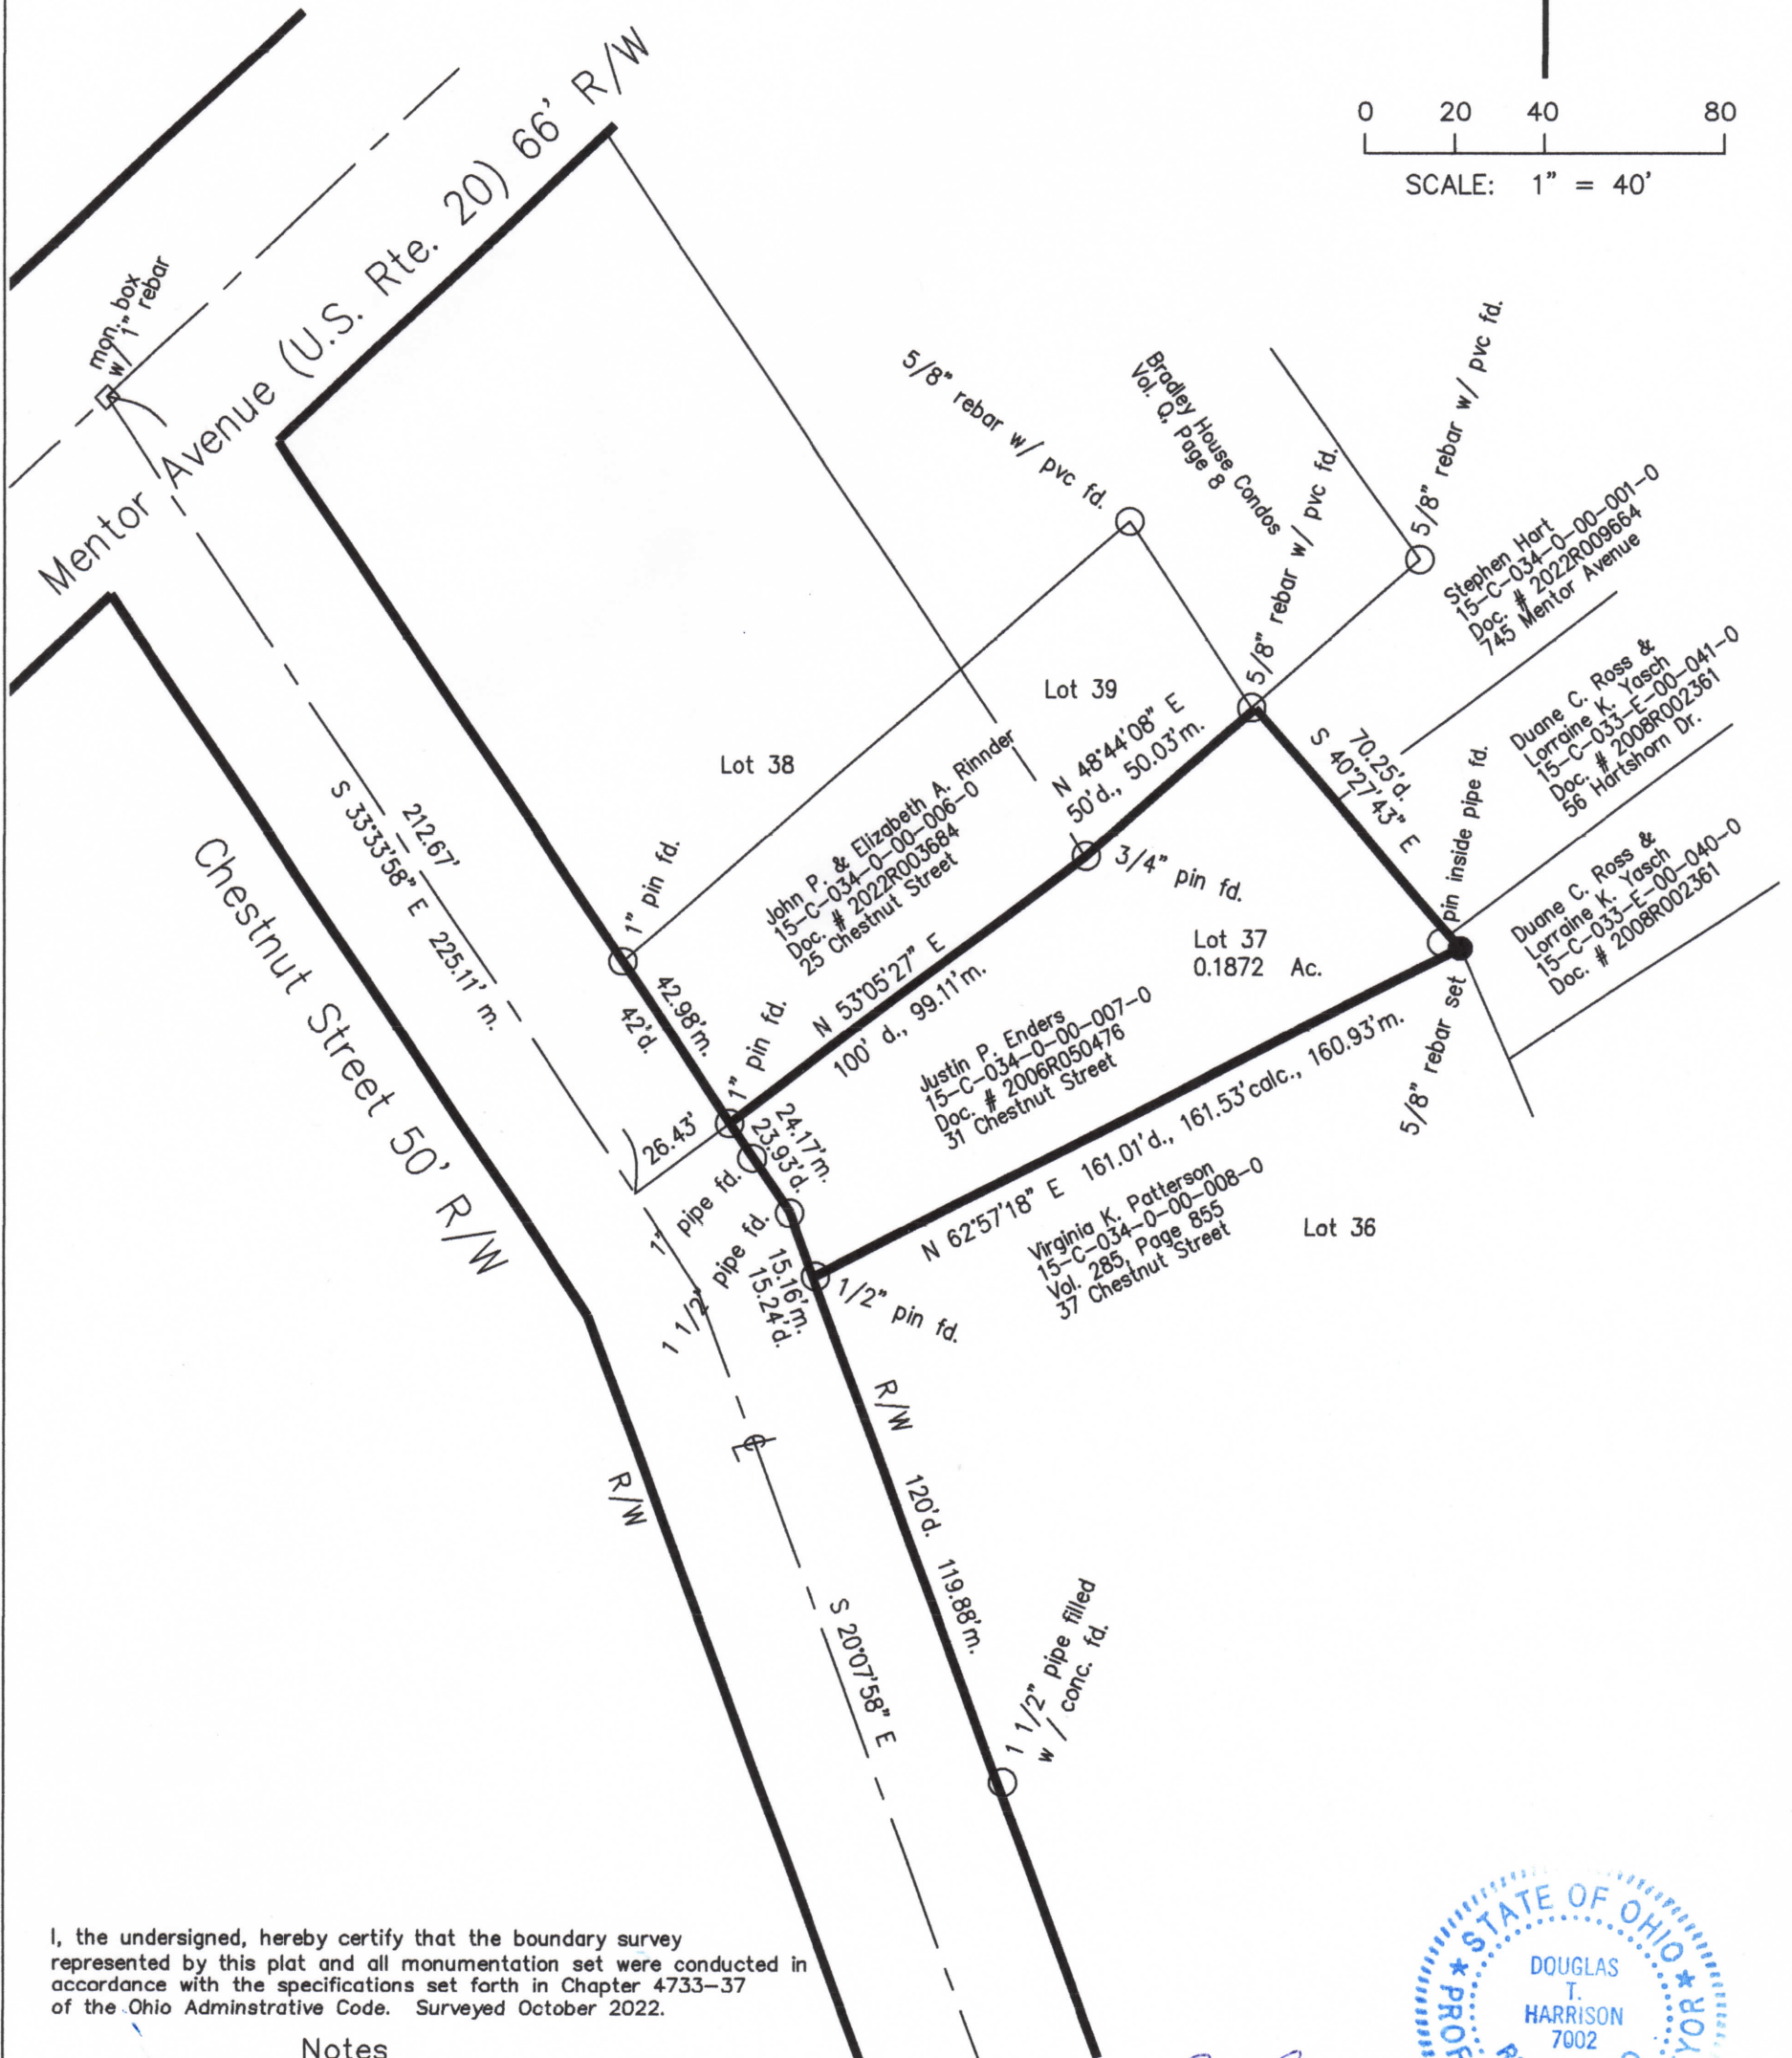 0 20 40 80
SCALE: 1" = 40'
Mentor Avenue (U.S. Rte. 20) 66' R/W
mon. box
w/ 1" rebar
5/8" rebar w/ pvc fd.
Bradley House Condos
Vol. Q, Page 8
5/8" rebar w/ pvc fd.
5/8" rebar w/ pvc fd.
Stephen Hart
15-C-034-0-00-001-0
Doc. # 2022R009664
745 Mentor Avenue
Duane C. Ross &
Lorraine K. Yasch
15-C-033-E-00-041-0
Doc. # 2008R002361
56 Hartshorn Dr.
Duane C. Ross &
Lorraine K. Yasch
15-C-033-E-00-040-0
Doc. # 2008R002361
Lot 39
Lot 38
N 48°44'08" E
50'd., 50.03'm.
70.25'd.
S 40°27'43" E
pin inside pipe fd.
John P. & Elizabeth A. Rinnder
15-C-034-0-00-006-0
Doc. # 2022R003684
25 Chestnut Street
3/4" pin fd.
212.67'
S 33°33'58" E 225.11' m.
Chestnut Street 50' R/W
1" pin fd.
42.98'm.
42'd.
1" pin fd.
N 53°05'27" E
100' d., 99.11'm.
Lot 37
0.1872 Ac.
5/8" rebar set
Justin P. Enders
15-C-034-0-00-007-0
Doc. # 2006R050476
31 Chestnut Street
26.43'
24.17'm.
23.93'd.
1" pipe fd.
1 1/2" pipe fd.
15.16'm.
15.24'd.
1/2" pin fd.
N 62°57'18" E 161.01'd., 161.53'calc., 160.93'm.
Virginia K. Patterson
15-C-034-0-00-008-0
Vol. 285, Page 855
37 Chestnut Street
Lot 36
R/W
R/W
120'd. 119.88'm.
S 20°07'58" E
1 1/2" pipe filled
w / conc. fd.
I, the undersigned, hereby certify that the boundary survey
represented by this plat and all monumentation set were conducted in
accordance with the specifications set forth in Chapter 4733-37
of the Ohio Adminstrative Code. Surveyed October 2022.
Notes
STATE OF OHIO
DOUGLAS
T.
HARRISON
7002